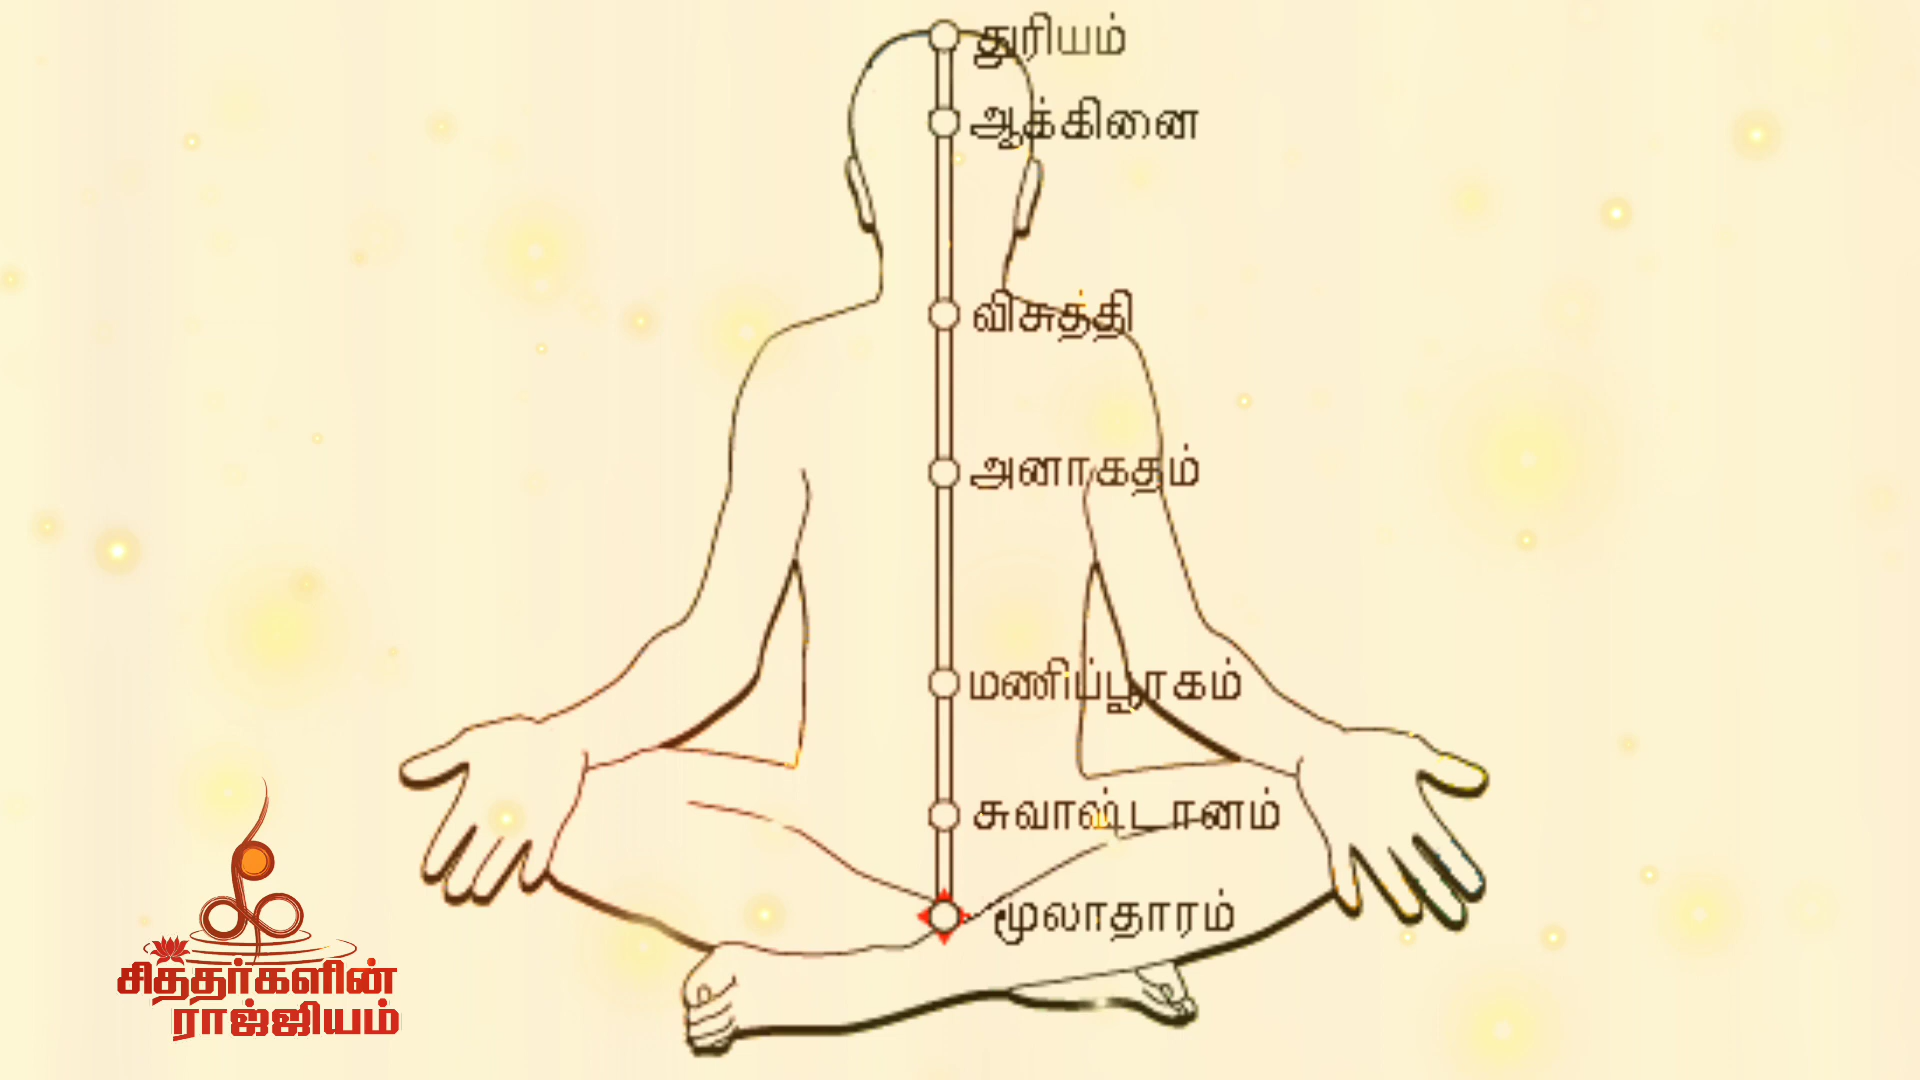 துரியம்
ஆக்கினை
விசுத்தி
அனாகதம்
மணிப்பூரகம்
சுவாஷ்டானம்
மூலாதாரம்
சித்தர்களின்
ராஜ்ஜியம்